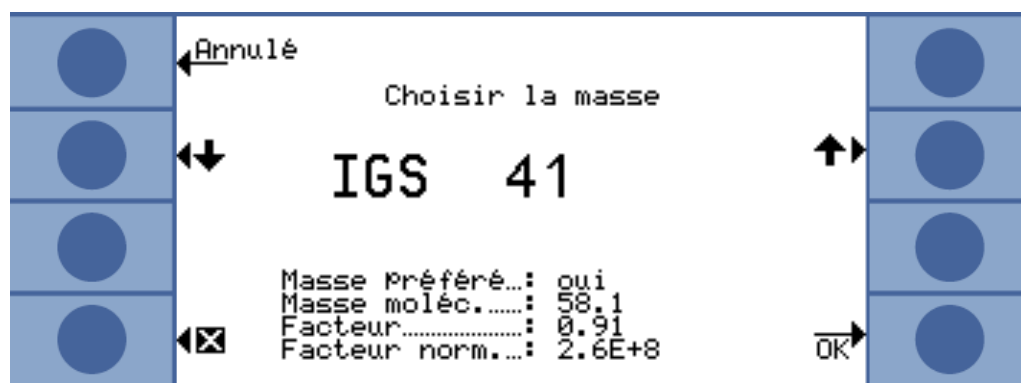 Annulé
Choisir la masse
IGS 41
Masse préféré…: oui
Masse moléc.……: 58.1
Facteur…………………: 0.91
Facteur norm.…: 2.6E+8
OK